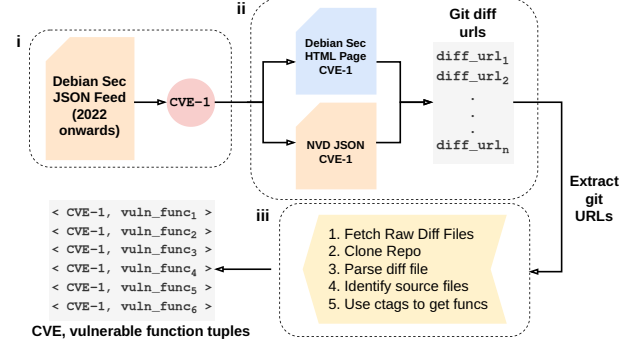 i
Debian Sec
JSON Feed
(2022
onwards)
CVE-1
ii
Debian Sec
HTML Page
CVE-1
NVD JSON
CVE-1
Git diff
urls
diff_url1
diff_url2
.
.
.
diff_urln
Extract
git
URLs
iii
1. Fetch Raw Diff Files
2. Clone Repo
3. Parse diff file
4. Identify source files
5. Use ctags to get funcs
< CVE-1, vuln_func1 >
< CVE-1, vuln_func2 >
< CVE-1, vuln_func3 >
< CVE-1, vuln_func4 >
< CVE-1, vuln_func5 >
< CVE-1, vuln_func6 >
CVE, vulnerable function tuples